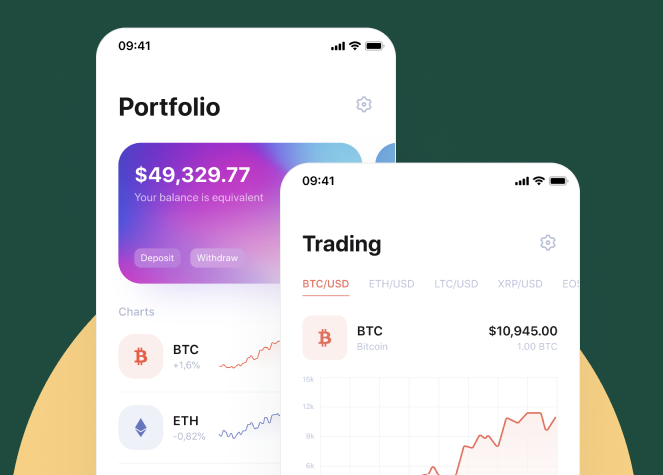 09:41
Portfolio
$49,329.77
Your balance is equivalent
Deposit Withdraw
Charts
BTC
+1,6%
ETH
-0,82%
09:41
Trading
BTC/USD ETH/USD LTC/USD XRP/USD
BTC $10,945.00
Bitcoin 1.00 BTC
15k
12k
8k
6k